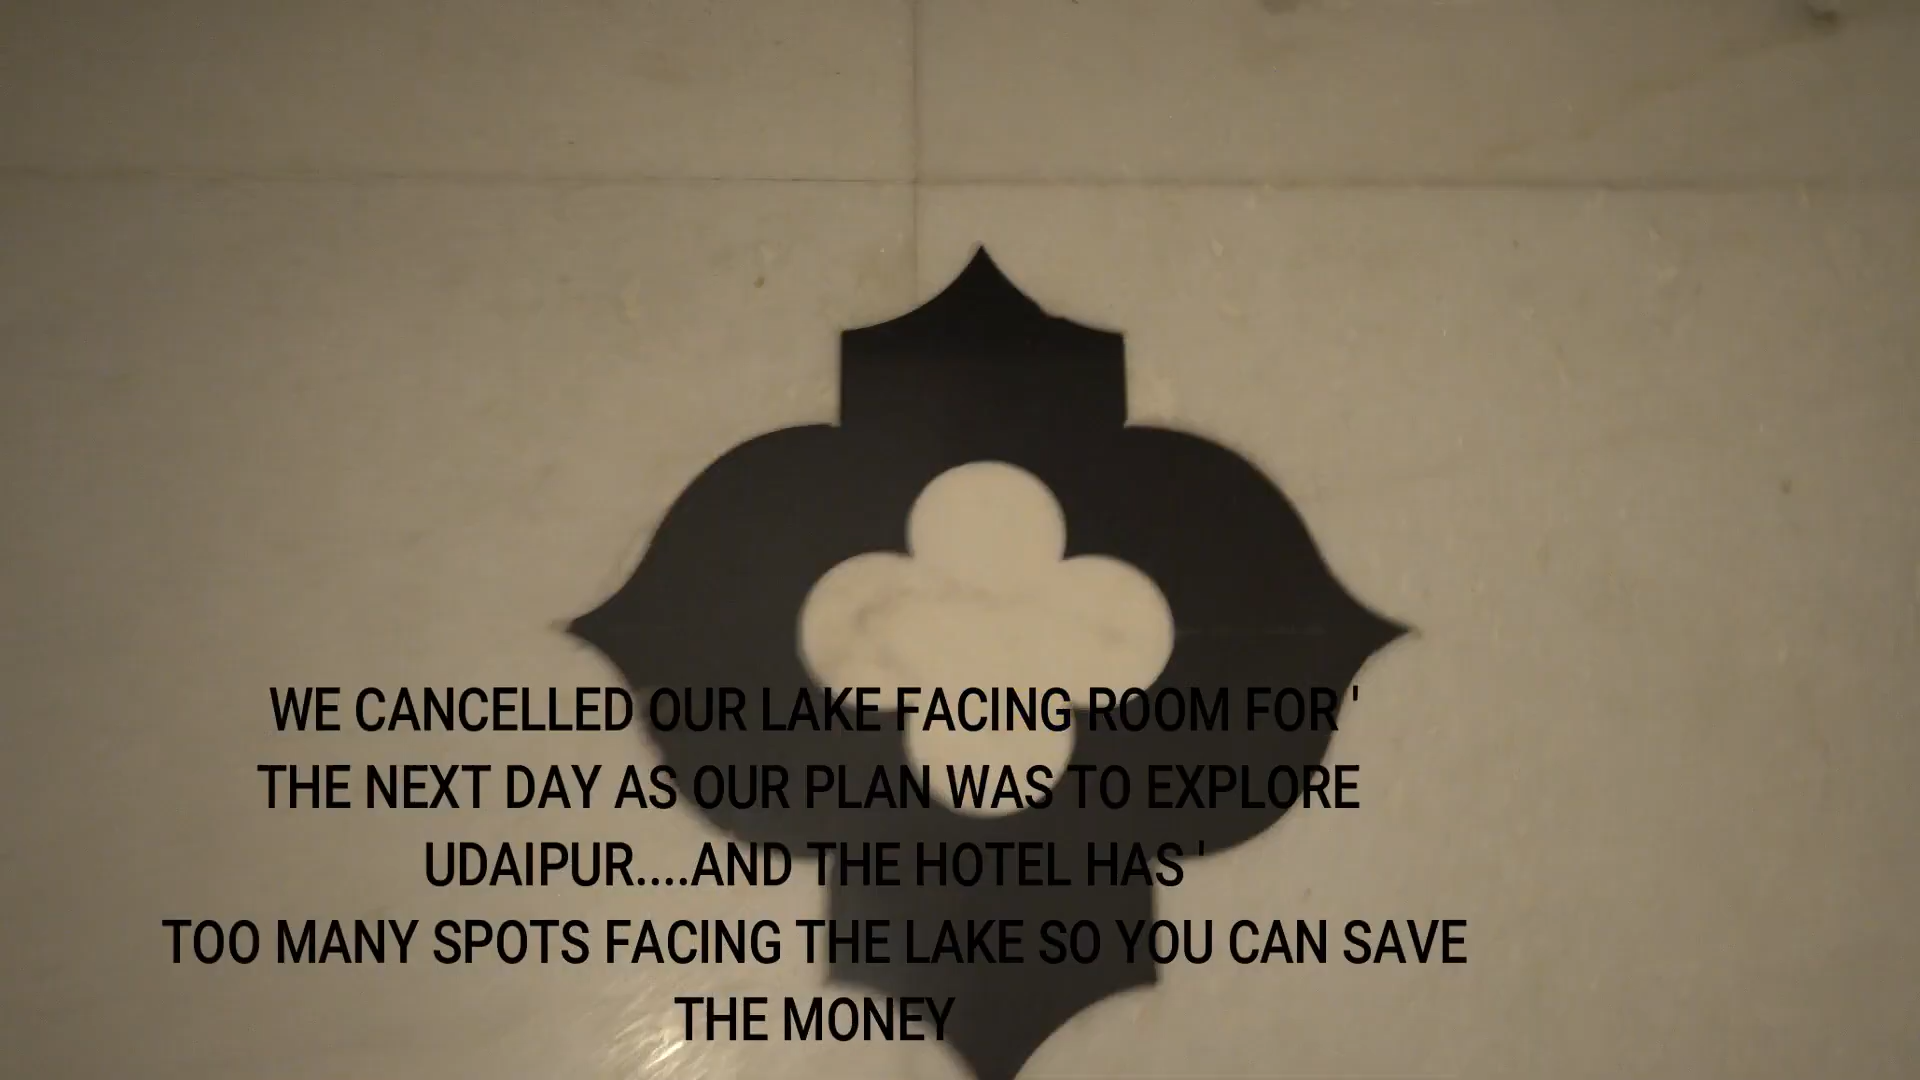 WE CANCELLED OUR LAKE FACING ROOM FOR '
THE NEXT DAY AS OUR PLAN WAS TO EXPLORE
UDAIPUR....AND THE HOTEL HAS '
TOO MANY SPOTS FACING THE LAKE SO YOU CAN SAVE
THE MONEY